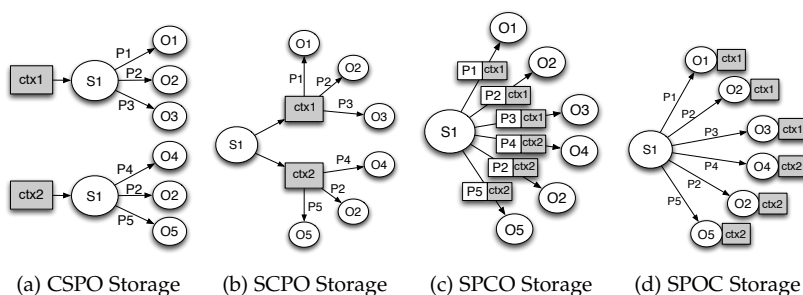 ctx1
S1
P1
P2
P3
O1
O2
O3
ctx2
S1
P4
P2
P5
O4
O2
O5
(a) CSPO Storage
S1
ctx1
P1
P2
P3
O1
O2
O3
ctx2
P4
P2
P5
O4
O2
O5
(b) SCPO Storage
S1
P1 ctx1
O1
P2 ctx1
O2
P3 ctx1
O3
P4 ctx2
O4
P2 ctx2
O2
P5 ctx2
O5
(c) SPCO Storage
S1
P1
O1 ctx1
P2
O2 ctx1
P3
O3 ctx1
P4
O4 ctx2
P2
O2 ctx2
P5
O5 ctx2
(d) SPOC Storage